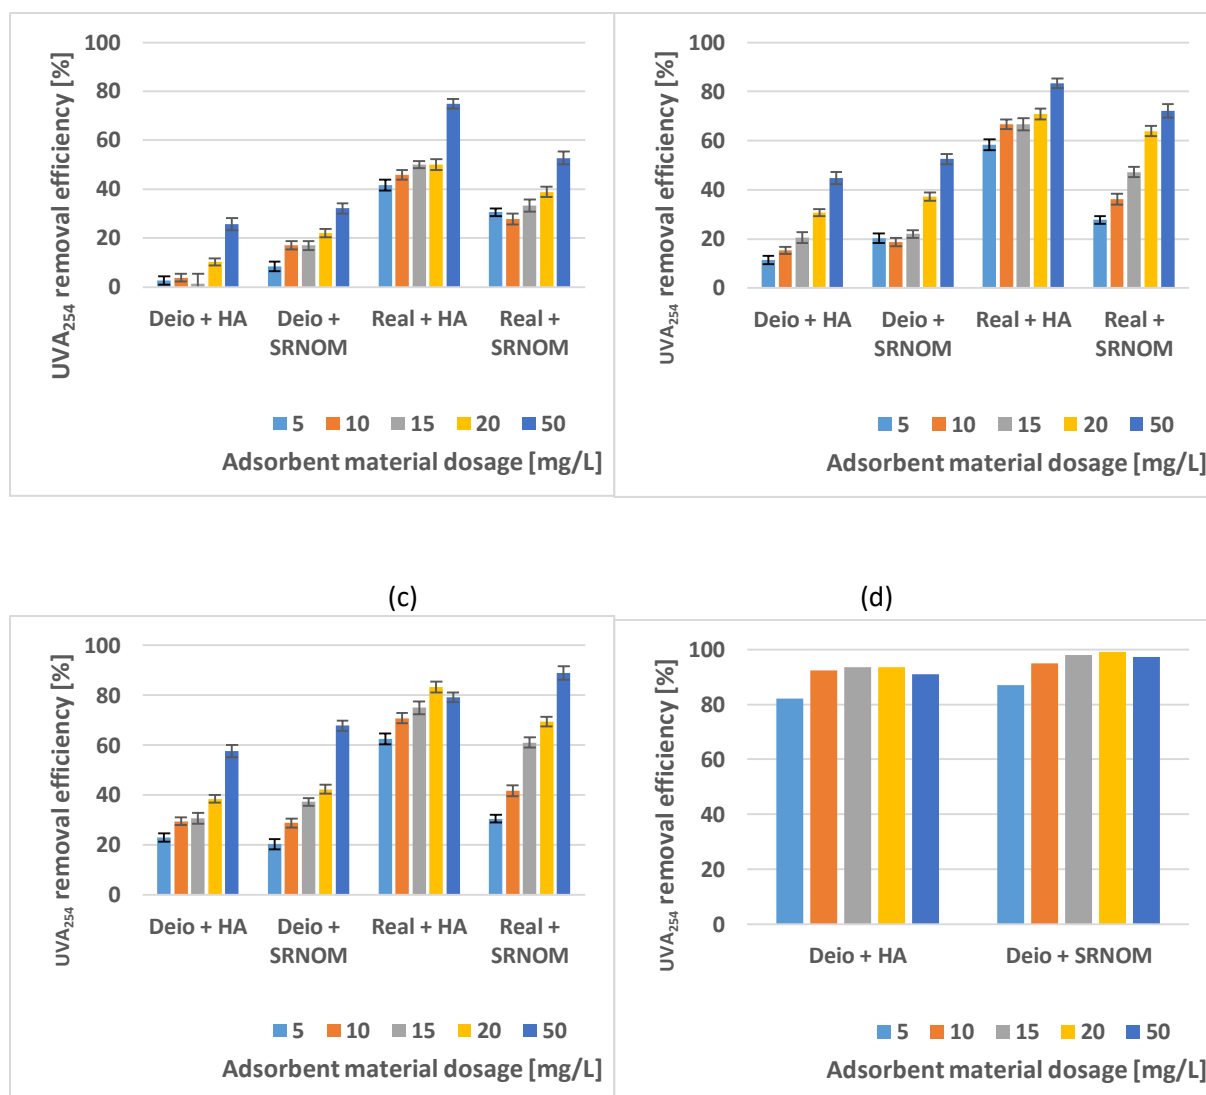 UVA254 removal efficiency [%]
100
80
60
40
20
0
Deio + HA
Deio + SRNOM
Real + HA
Real + SRNOM
5 10 15 20 50
Adsorbent material dosage [mg/L]
UVA254 removal efficiency [%]
100
80
60
40
20
0
Deio + HA
Deio + SRNOM
Real + HA
Real + SRNOM
5 10 15 20 50
Adsorbent material dosage [mg/L]
(c)
(d)
UVA254 removal efficiency [%]
100
80
60
40
20
0
Deio + HA
Deio + SRNOM
Real + HA
Real + SRNOM
5 10 15 20 50
Adsorbent material dosage [mg/L]
UVA254 removal efficiency [%]
100
80
60
40
20
0
Deio + HA
Deio + SRNOM
5 10 15 20 50
Adsorbent material dosage [mg/L]